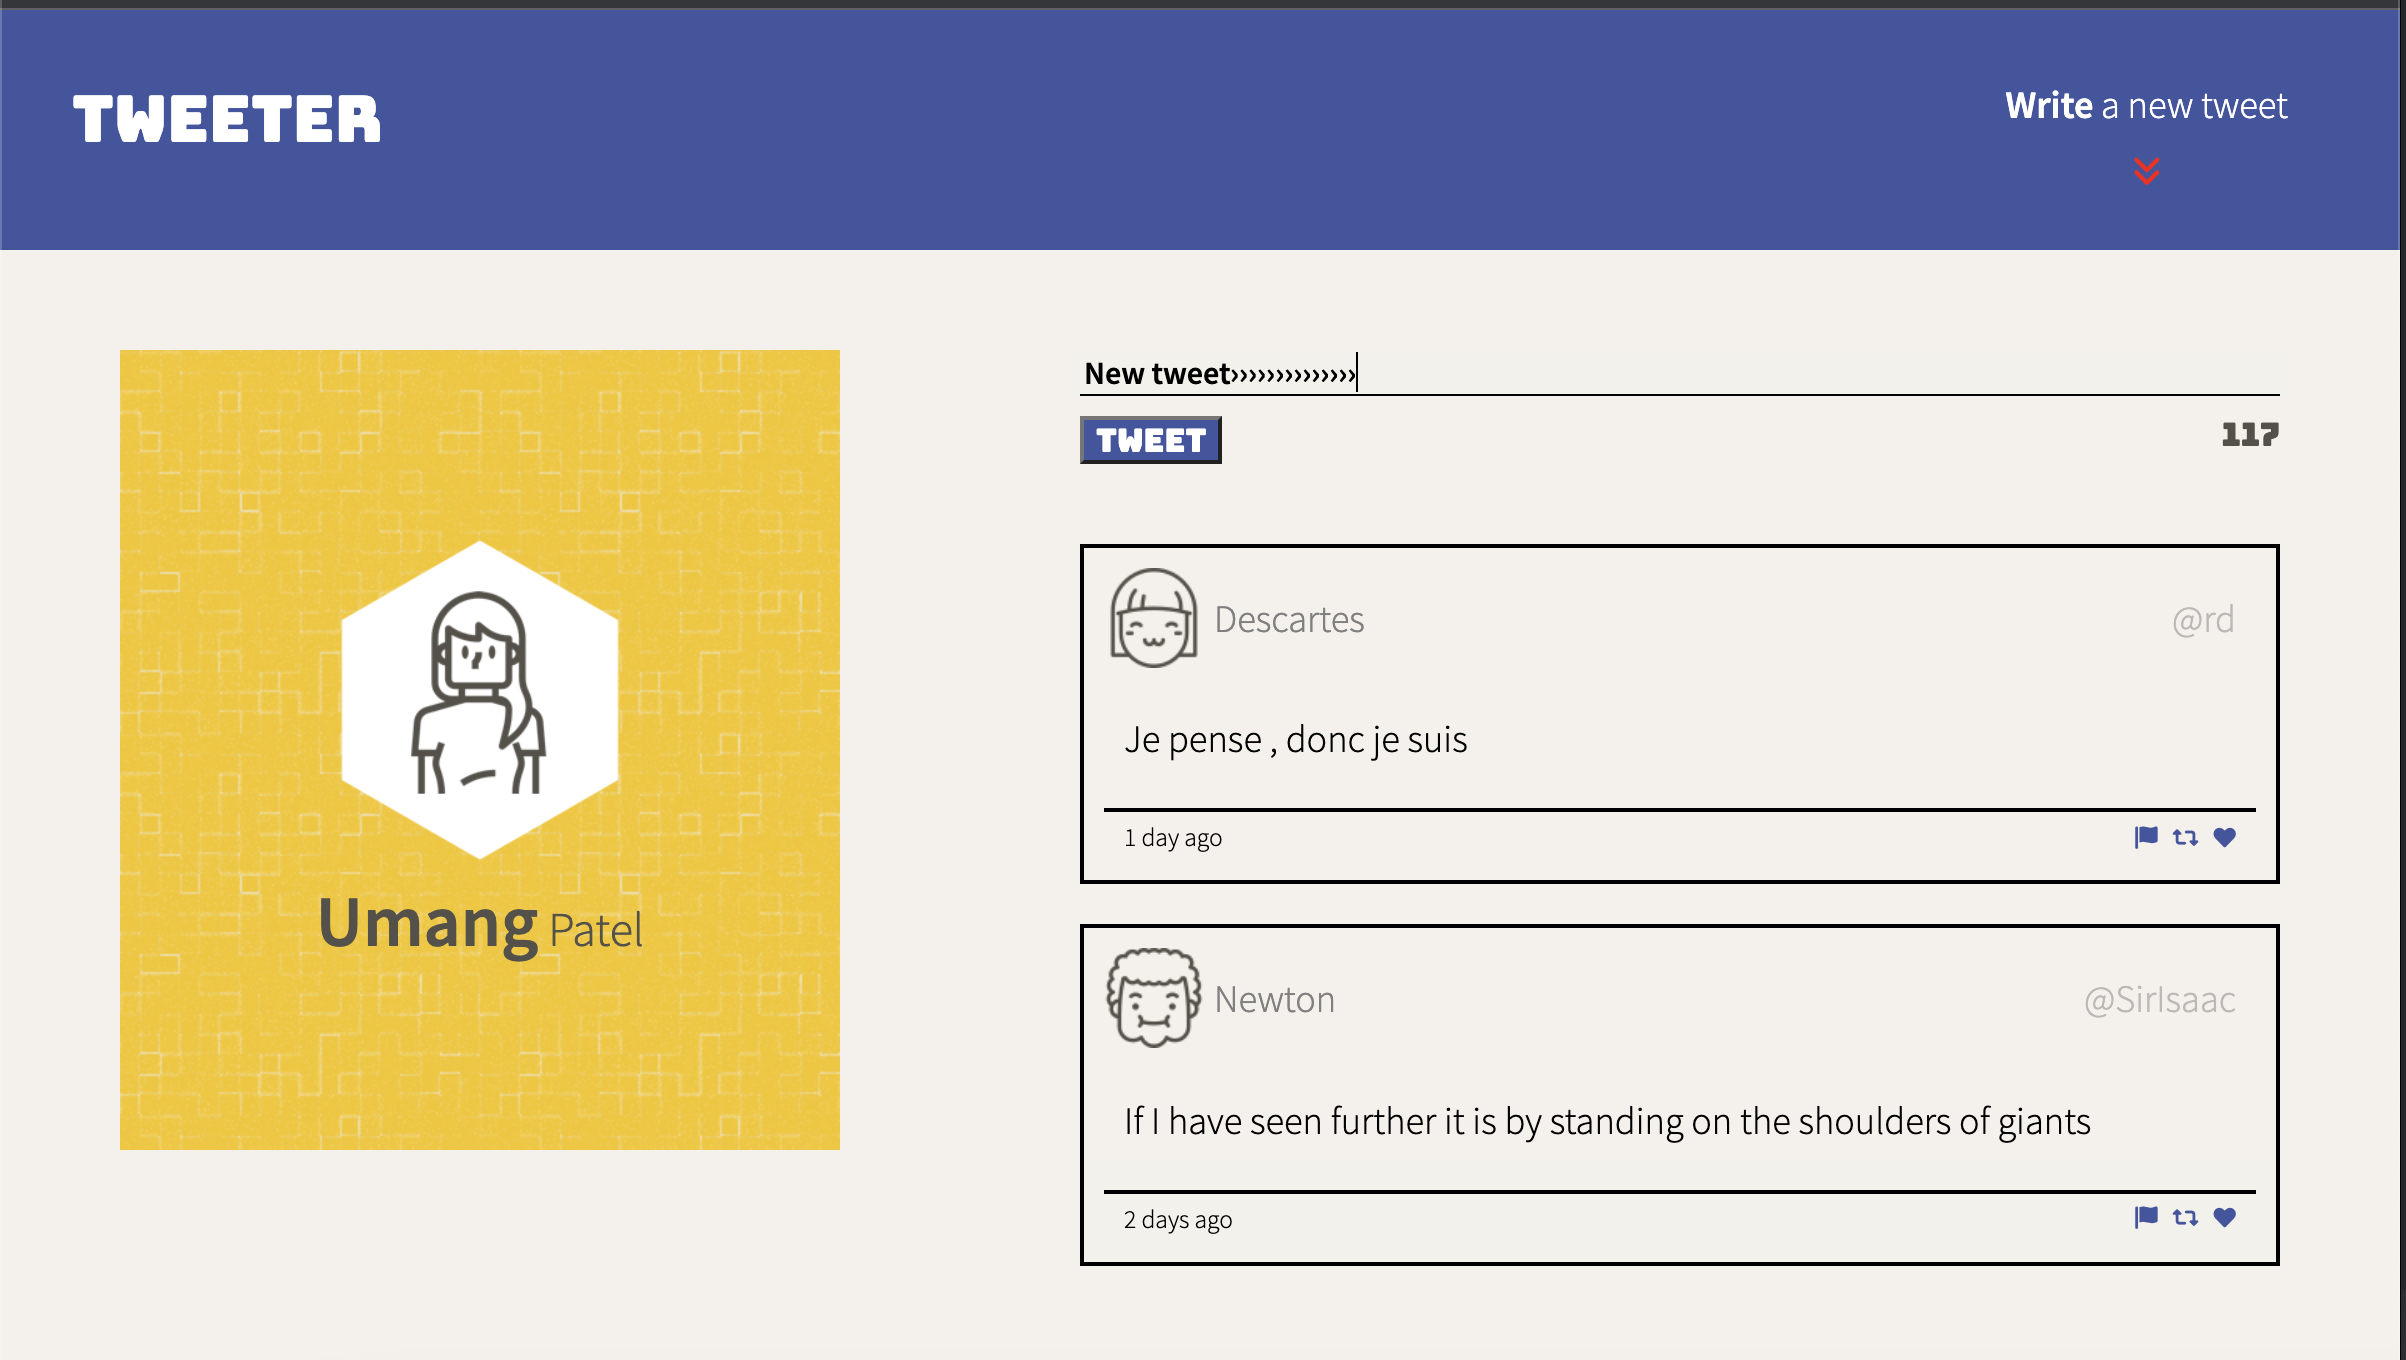 TWEETER
Write a new tweet
Umang Patel
New tweet››››››››››››››
TWEET
117
Descartes
@rd
Je pense , donc je suis
1 day ago
Newton
@SirIsaac
If I have seen further it is by standing on the shoulders of giants
2 days ago